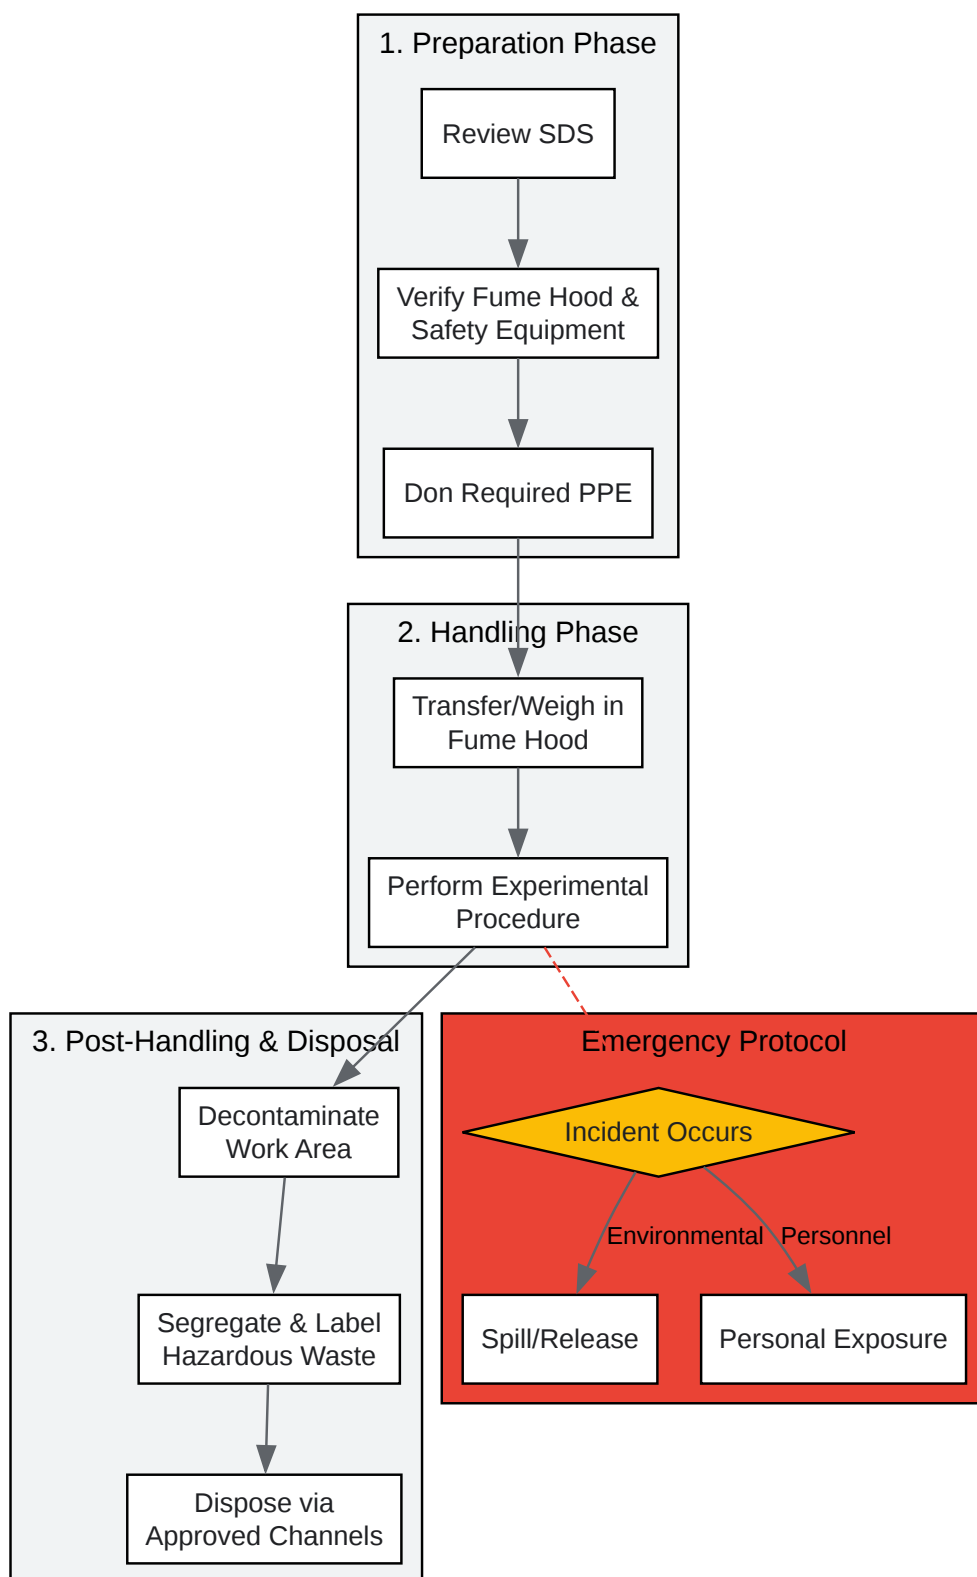 1. Preparation Phase
Review SDS
Verify Fume Hood &
Safety Equipment
Don Required PPE
2. Handling Phase
Transfer/Weigh in
Fume Hood
Perform Experimental
Procedure
3. Post-Handling & Disposal
Decontaminate
Work Area
Segregate & Label
Hazardous Waste
Dispose via
Approved Channels
Emergency Protocol
Incident Occurs
Environmental
Personnel
Spill/Release
Personal Exposure